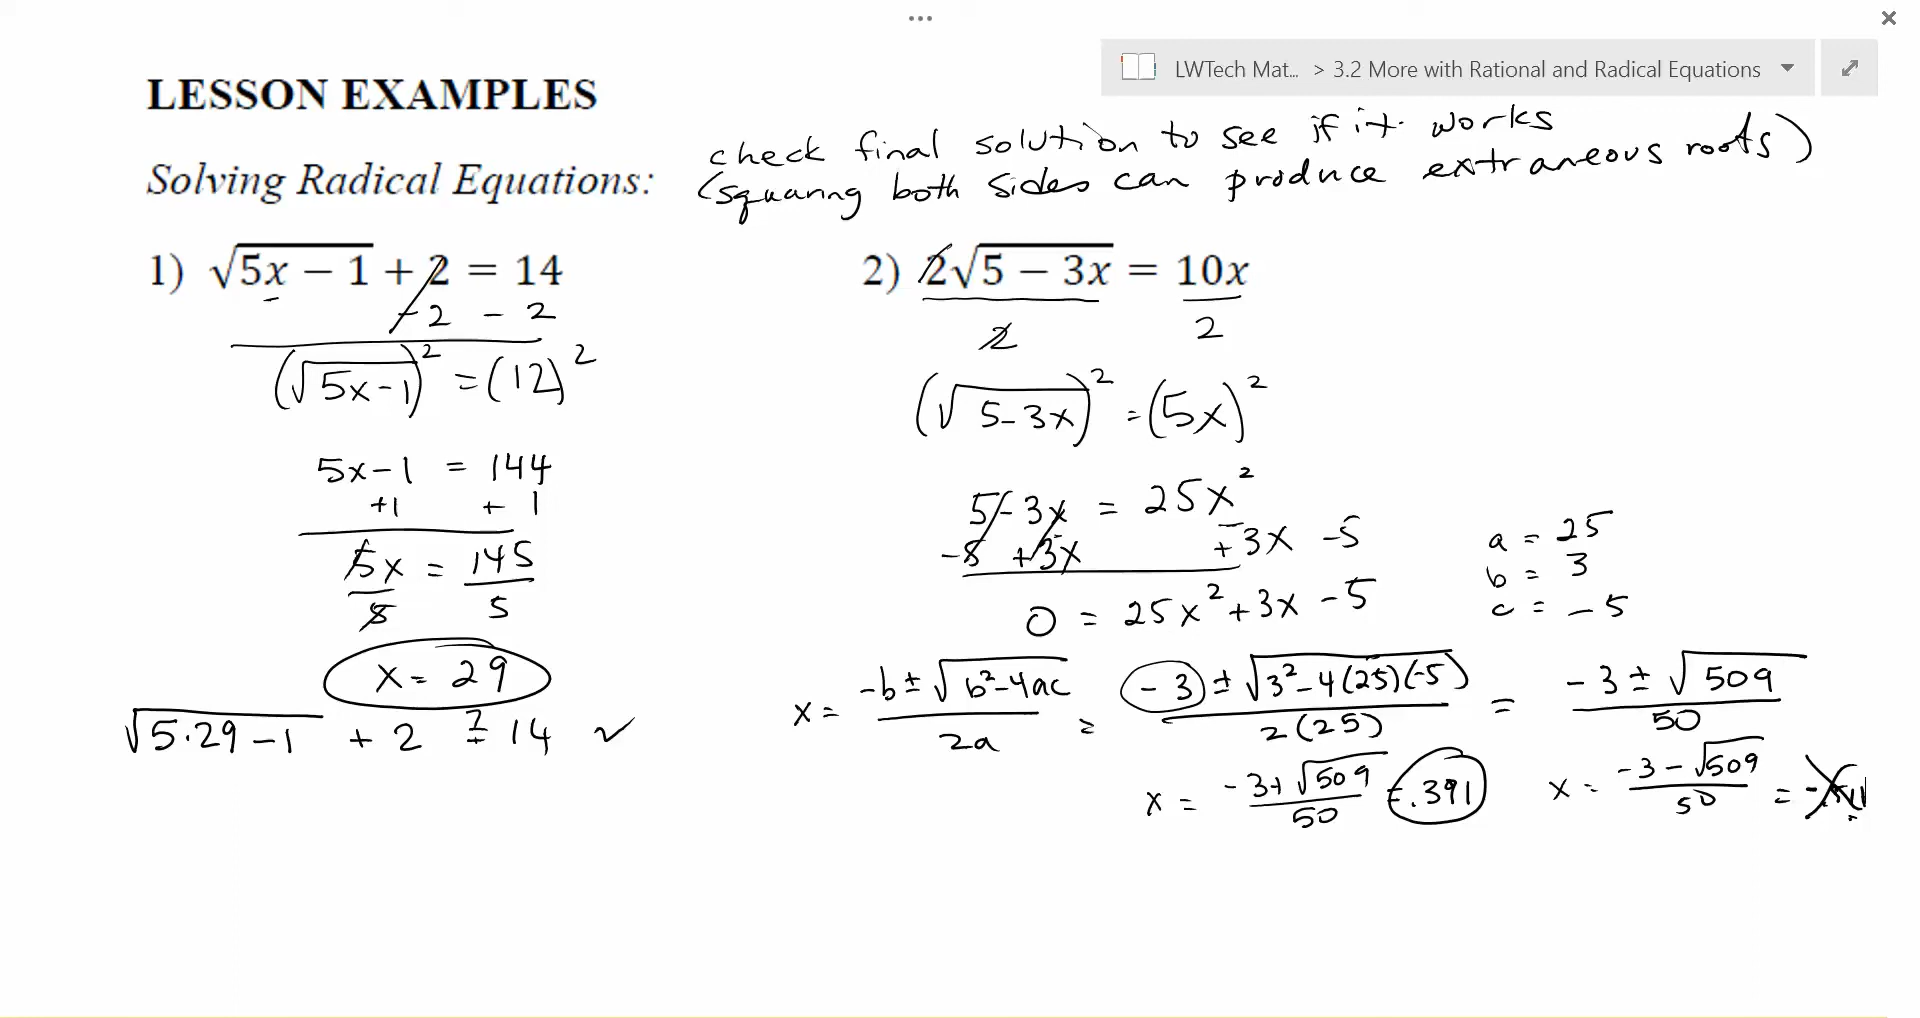 LWTech Mat... > 3.2 More with Rational and Radical Equations
LESSON EXAMPLES
check final solution to see if it works
Solving Radical Equations: (squaring both sides can produce extraneous roots)
1) √(5x − 1) + 2 = 14
−2 − 2
(√(5x−1))² = (12)²
5x−1 = 144
+1 + 1
5x = 145
5 5
x = 29
√(5·29−1) + 2 ≟ 14 ✓
2) 2√(5 − 3x) = 10x
2 2
(√(5−3x))² = (5x)²
5−3x = 25x²
−5 +3x +3x −5
0 = 25x²+3x−5
a = 25
b = 3
c = −5
x = (−b ± √(b²−4ac))/2a = (−3 ± √(3²−4(25)(−5)))/2(25) = (−3 ± √509)/50
x = (−3+√509)/50 = .391 x = (−3−√509)/50 =